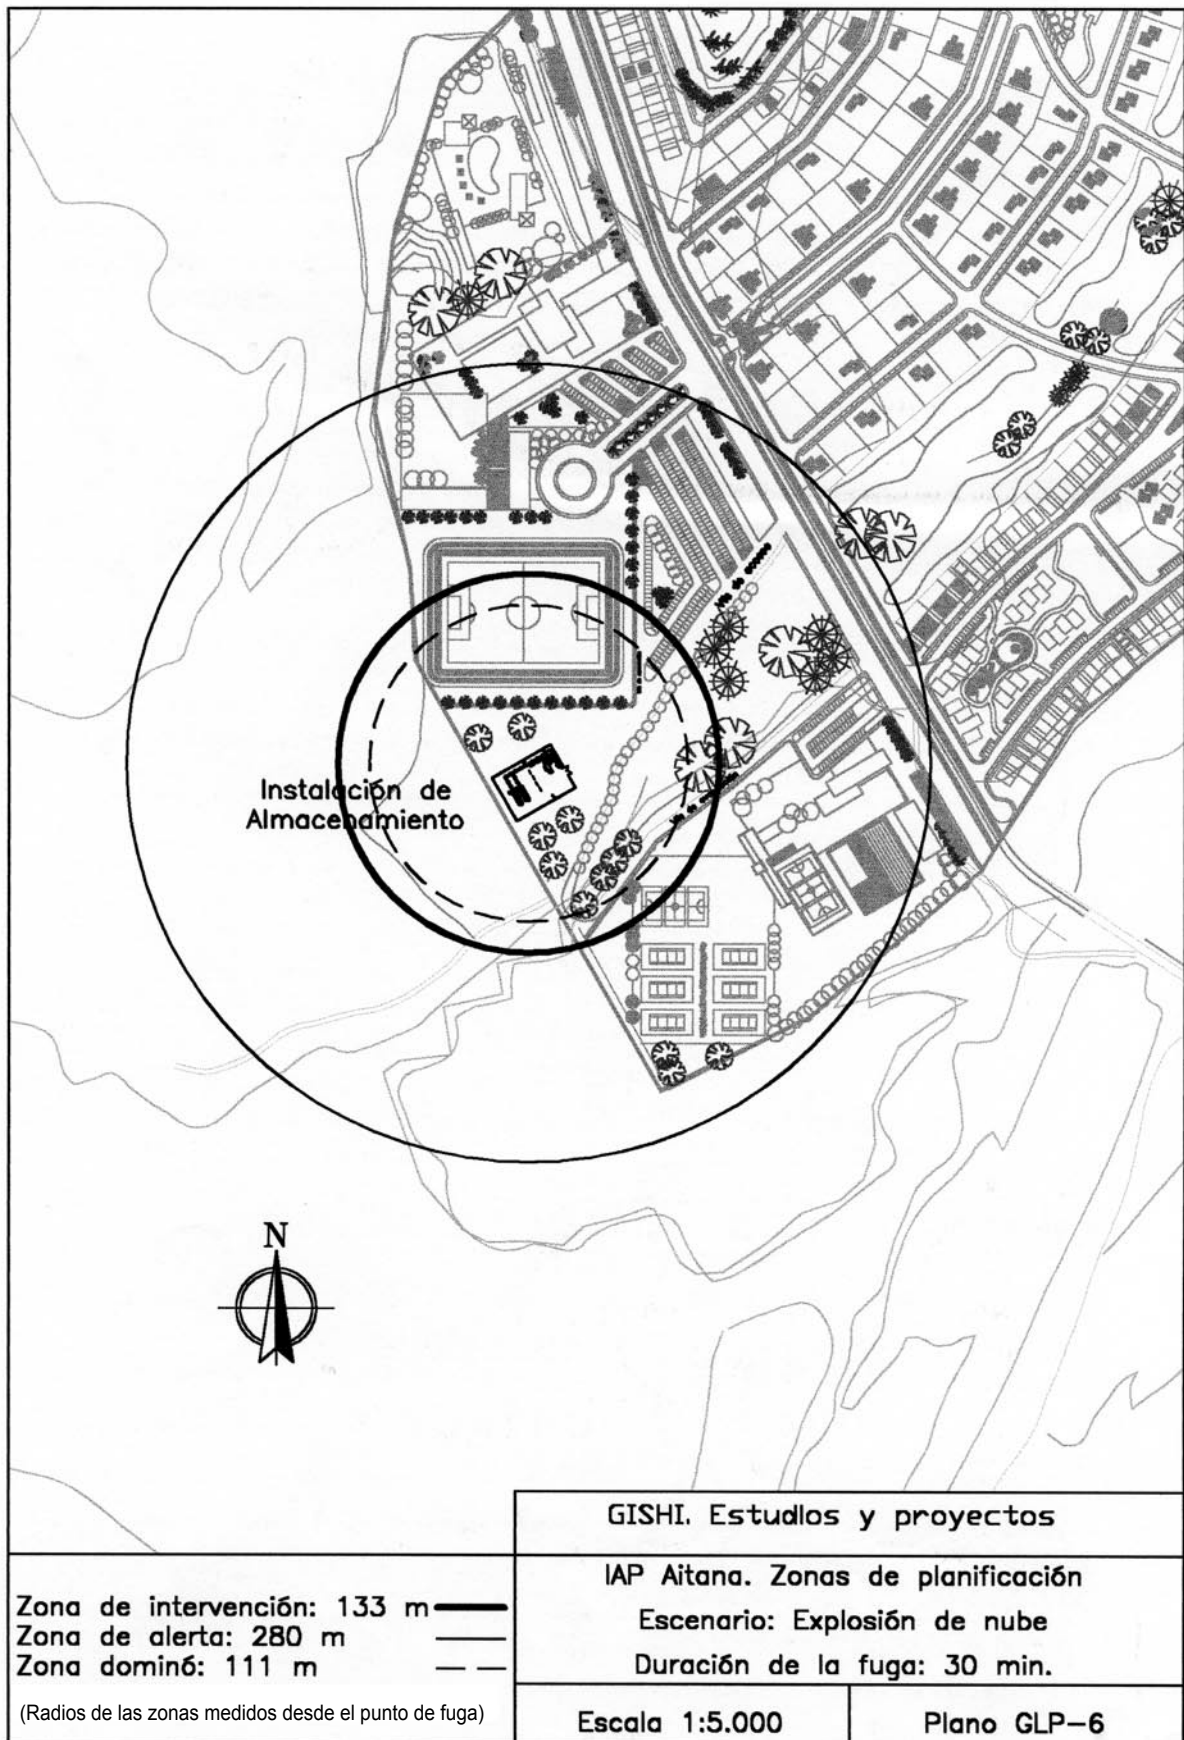 Instalación de
Almacenamiento
N
GISHI. Estudios y proyectos
IAP Aitana. Zonas de planificación
Escenario: Explosión de nube
Duración de la fuga: 30 min.
Escala 1:5.000
Plano GLP-6
Zona de intervención: 133 m
Zona de alerta: 280 m
Zona dominó: 111 m
(Radios de las zonas medidos desde el punto de fuga)